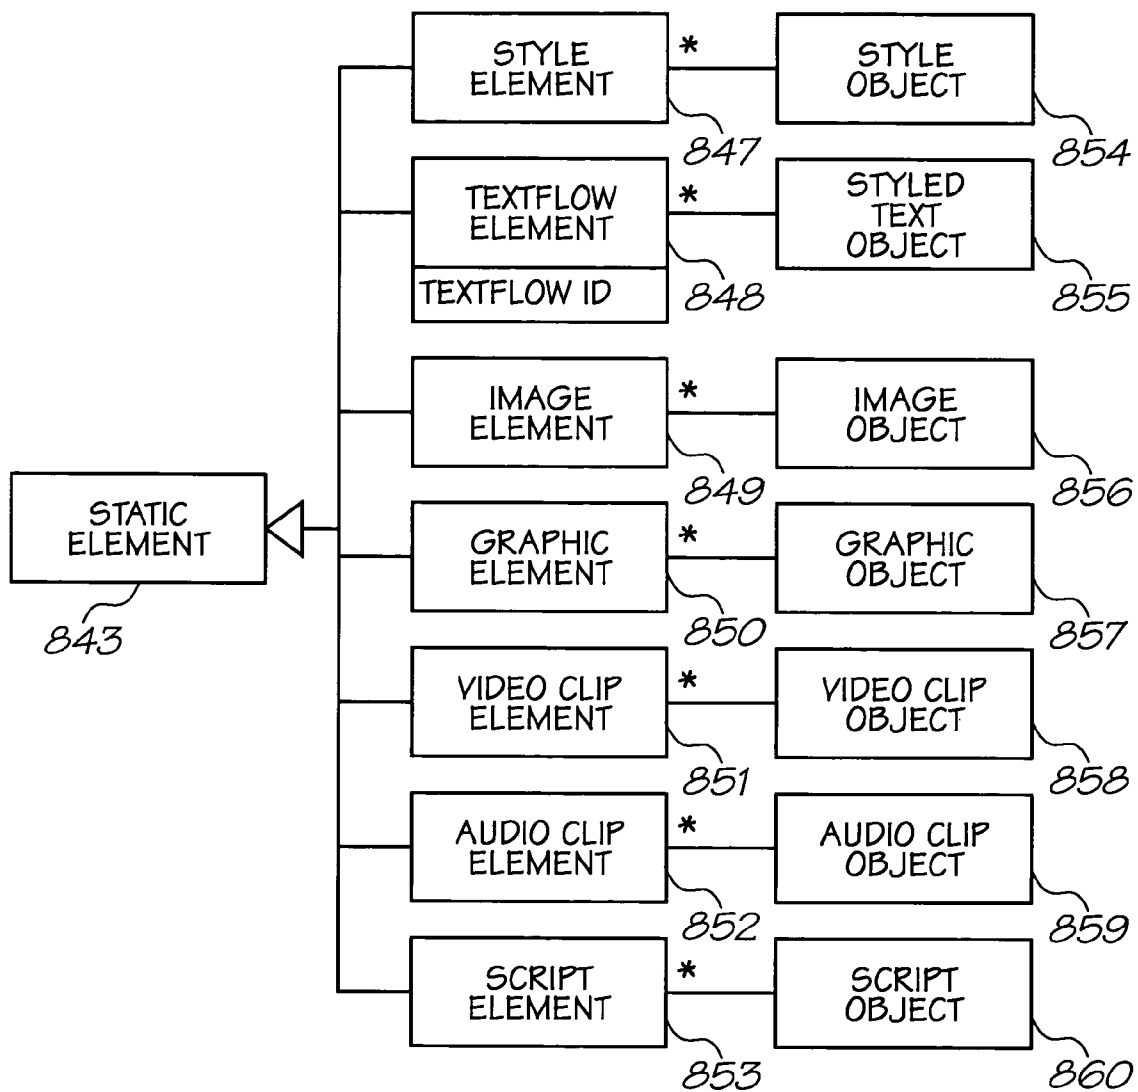 STYLE
ELEMENT
*
STYLE
OBJECT
847
854
TEXTFLOW
ELEMENT
*
STYLED
TEXT
OBJECT
TEXTFLOW ID
848
855
IMAGE
ELEMENT
*
IMAGE
OBJECT
849
856
STATIC
ELEMENT
843
GRAPHIC
ELEMENT
*
GRAPHIC
OBJECT
850
857
VIDEO CLIP
ELEMENT
*
VIDEO CLIP
OBJECT
851
858
AUDIO CLIP
ELEMENT
*
AUDIO CLIP
OBJECT
852
859
SCRIPT
ELEMENT
*
SCRIPT
OBJECT
853
860